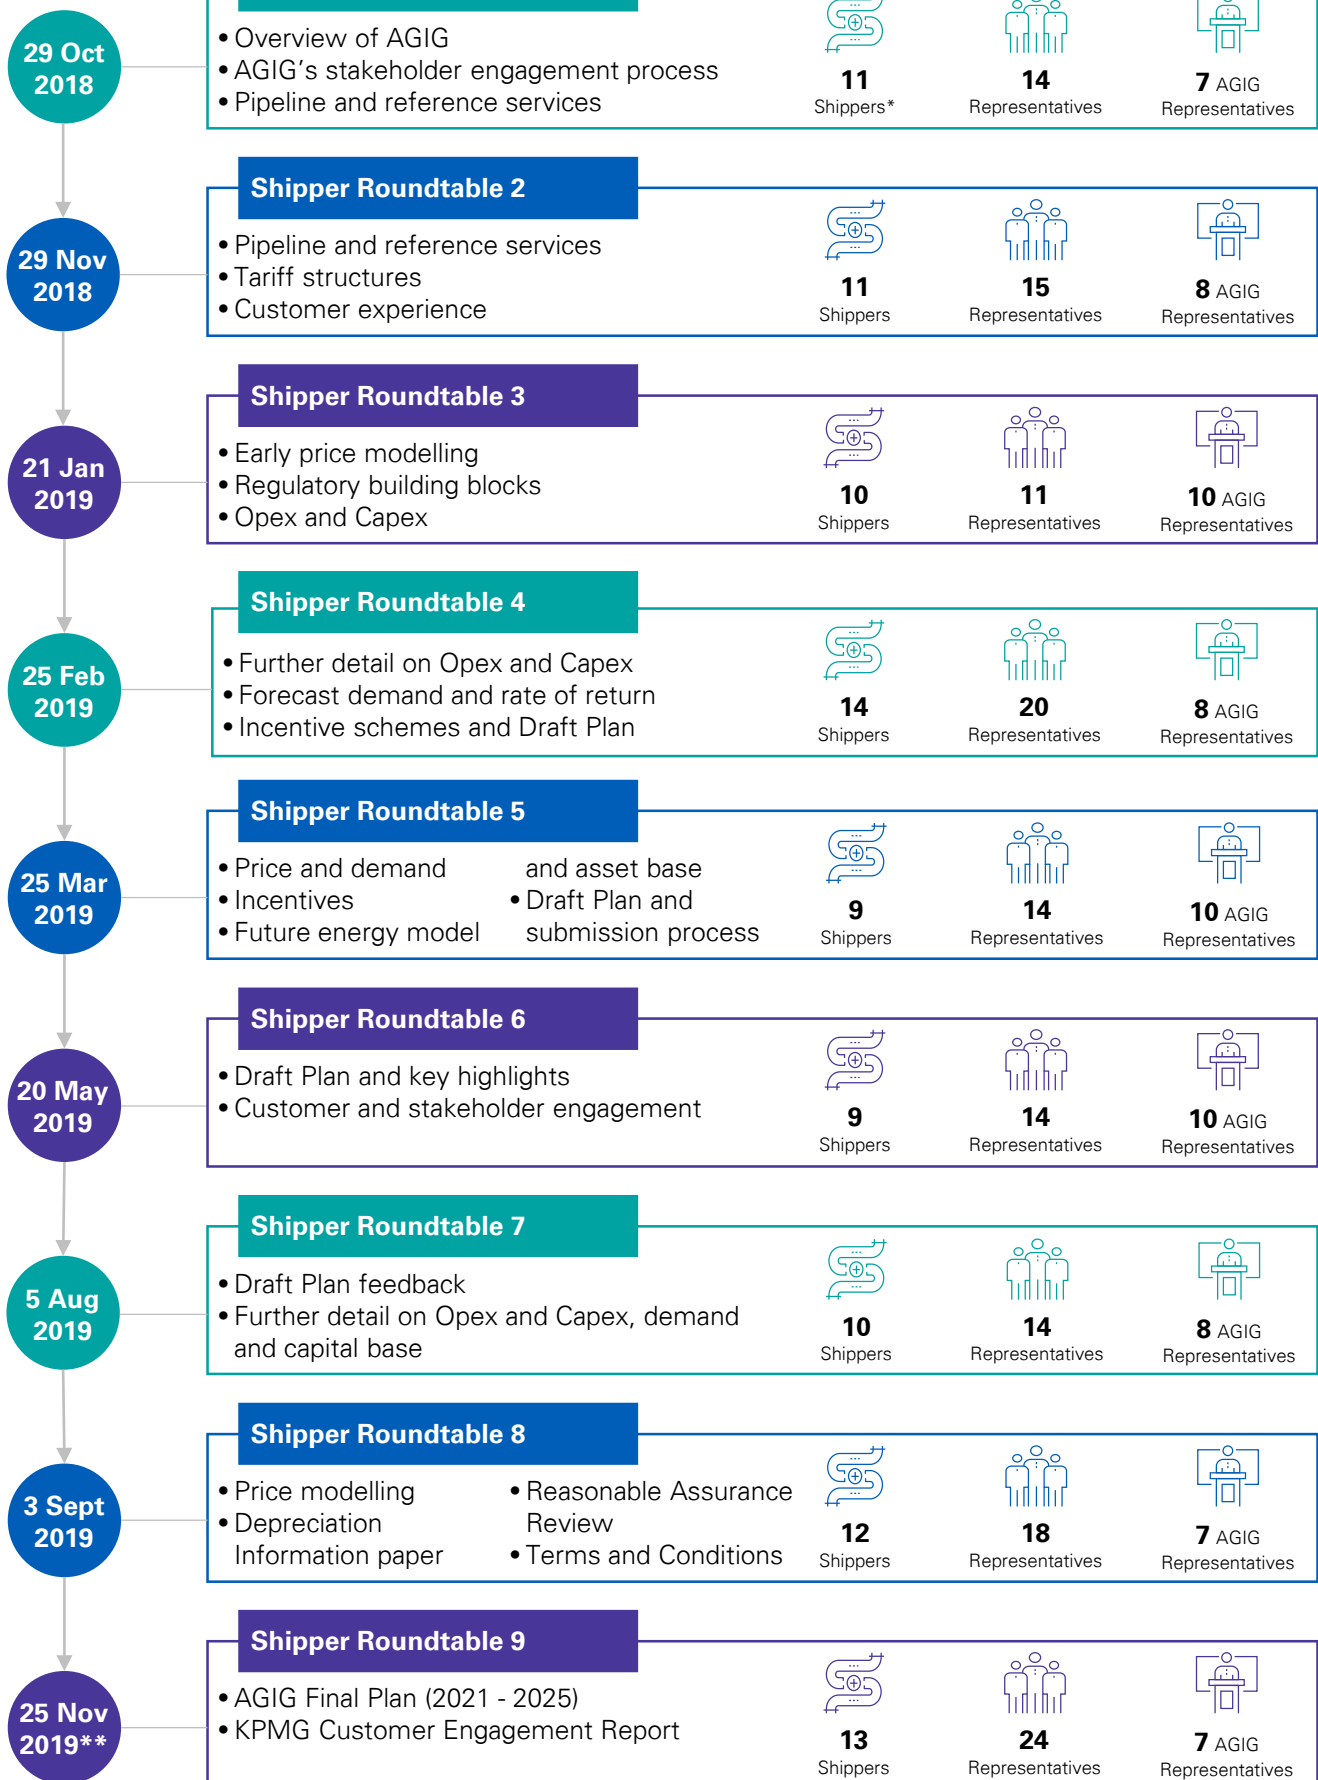 29 Oct
2018
• Overview of AGIG
• AGIG's stakeholder engagement process
• Pipeline and reference services
11
Shippers*
14
Representatives
7 AGIG
Representatives
Shipper Roundtable 2
29 Nov
2018
• Pipeline and reference services
• Tariff structures
• Customer experience
11
Shippers
15
Representatives
8 AGIG
Representatives
Shipper Roundtable 3
21 Jan
2019
• Early price modelling
• Regulatory building blocks
• Opex and Capex
10
Shippers
11
Representatives
10 AGIG
Representatives
Shipper Roundtable 4
25 Feb
2019
• Further detail on Opex and Capex
• Forecast demand and rate of return
• Incentive schemes and Draft Plan
14
Shippers
20
Representatives
8 AGIG
Representatives
Shipper Roundtable 5
25 Mar
2019
• Price and demand
• Incentives
• Future energy model
and asset base
• Draft Plan and
submission process
9
Shippers
14
Representatives
10 AGIG
Representatives
Shipper Roundtable 6
20 May
2019
• Draft Plan and key highlights
• Customer and stakeholder engagement
9
Shippers
14
Representatives
10 AGIG
Representatives
Shipper Roundtable 7
5 Aug
2019
• Draft Plan feedback
• Further detail on Opex and Capex, demand
and capital base
10
Shippers
14
Representatives
8 AGIG
Representatives
Shipper Roundtable 8
3 Sept
2019
• Price modelling
• Depreciation
Information paper
• Reasonable Assurance
Review
• Terms and Conditions
12
Shippers
18
Representatives
7 AGIG
Representatives
Shipper Roundtable 9
25 Nov
2019**
• AGIG Final Plan (2021 - 2025)
• KPMG Customer Engagement Report
13
Shippers
24
Representatives
7 AGIG
Representatives